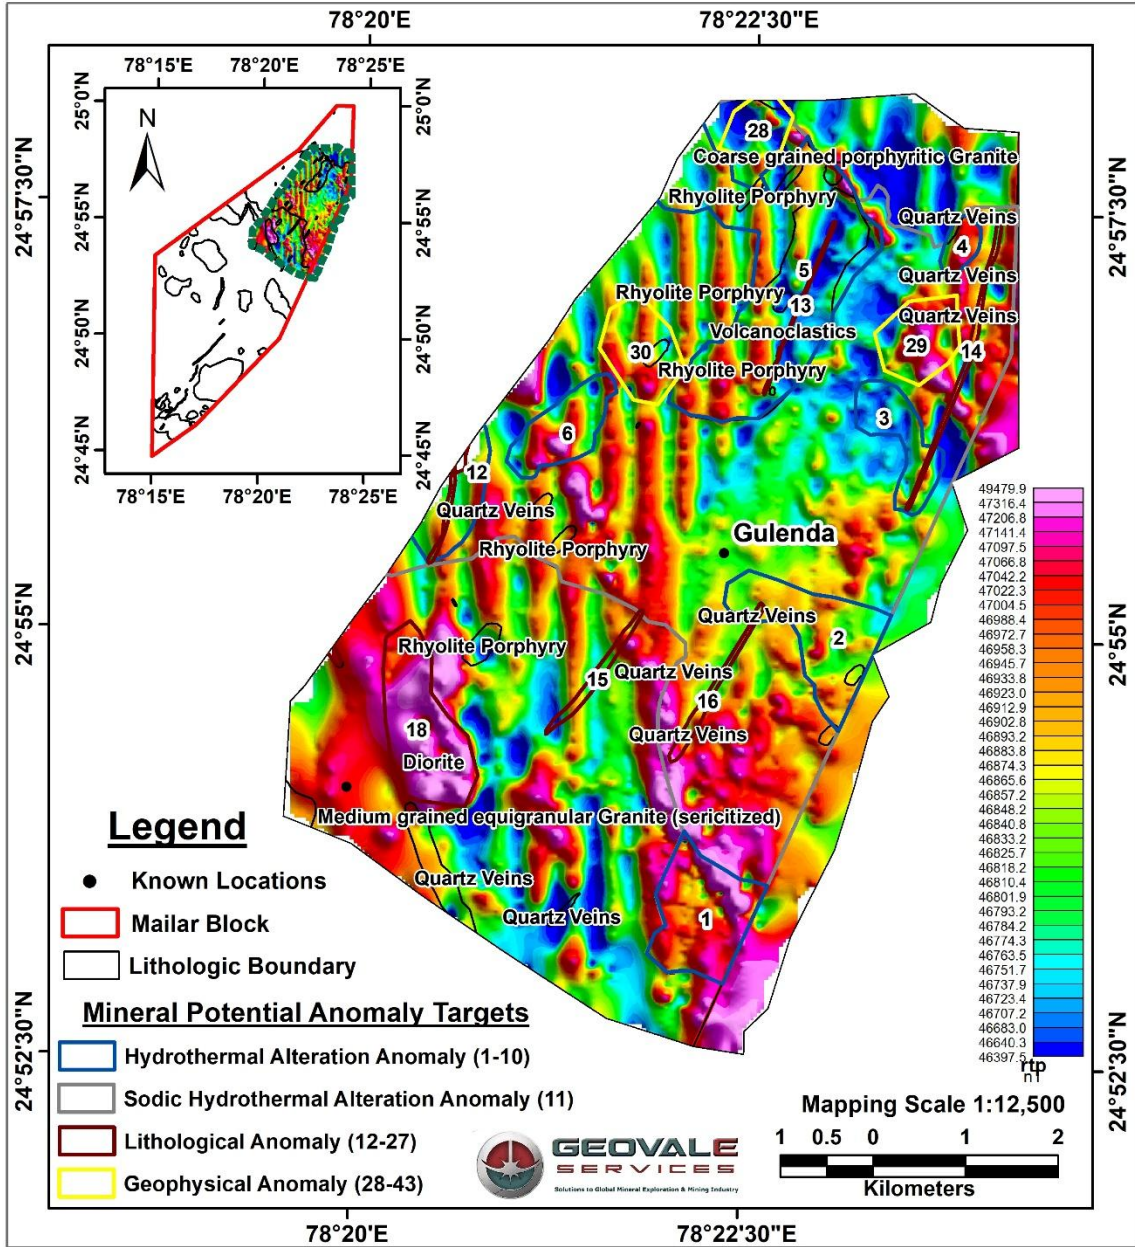 78°20'E
78°22'30"E
78°15'E
78°20'E
78°25'E
25°0'N
24°55'N
24°50'N
24°45'N
25°0'N
24°55'N
24°50'N
24°45'N
N
78°15'E
78°20'E
78°25'E
24°57'30"N
24°55'N
24°52'30"N
24°57'30"N
24°55'N
24°52'30"N
28
Coarse grained porphyritic Granite
Rhyolite Porphyry
Quartz Veins
4
5
Quartz Veins
Rhyolite Porphyry
13
Quartz Veins
Volcanoclastics
30
29
14
Rhyolite Porphyry
3
6
12
Quartz Veins
Gulenda
Rhyolite Porphyry
Quartz Veins
2
Rhyolite Porphyry
Quartz Veins
15
16
18
Quartz Veins
Diorite
Medium grained equigranular Granite (sericitized)
Quartz Veins
Quartz Veins
1
49479.9
47316.4
47206.8
47141.4
47097.5
47066.8
47042.2
47022.3
47004.5
46988.4
46972.7
46958.3
46945.7
46933.8
46923.0
46912.9
46902.8
46893.2
46883.8
46874.3
46865.6
46857.2
46848.2
46840.8
46833.2
46825.7
46818.2
46810.4
46801.9
46793.2
46784.2
46774.3
46763.5
46751.7
46737.9
46723.4
46707.2
46683.0
46640.3
46397.5
rtp
nT
Legend
Known Locations
Mailar Block
Lithologic Boundary
Mineral Potential Anomaly Targets
Hydrothermal Alteration Anomaly (1-10)
Sodic Hydrothermal Alteration Anomaly (11)
Lithological Anomaly (12-27)
Geophysical Anomaly (28-43)
GEOVALE
SERVICES
Solutions to Global Mineral Exploration & Mining Industry
Mapping Scale 1:12,500
1 0.5 0 1 2
Kilometers
78°20'E
78°22'30"E